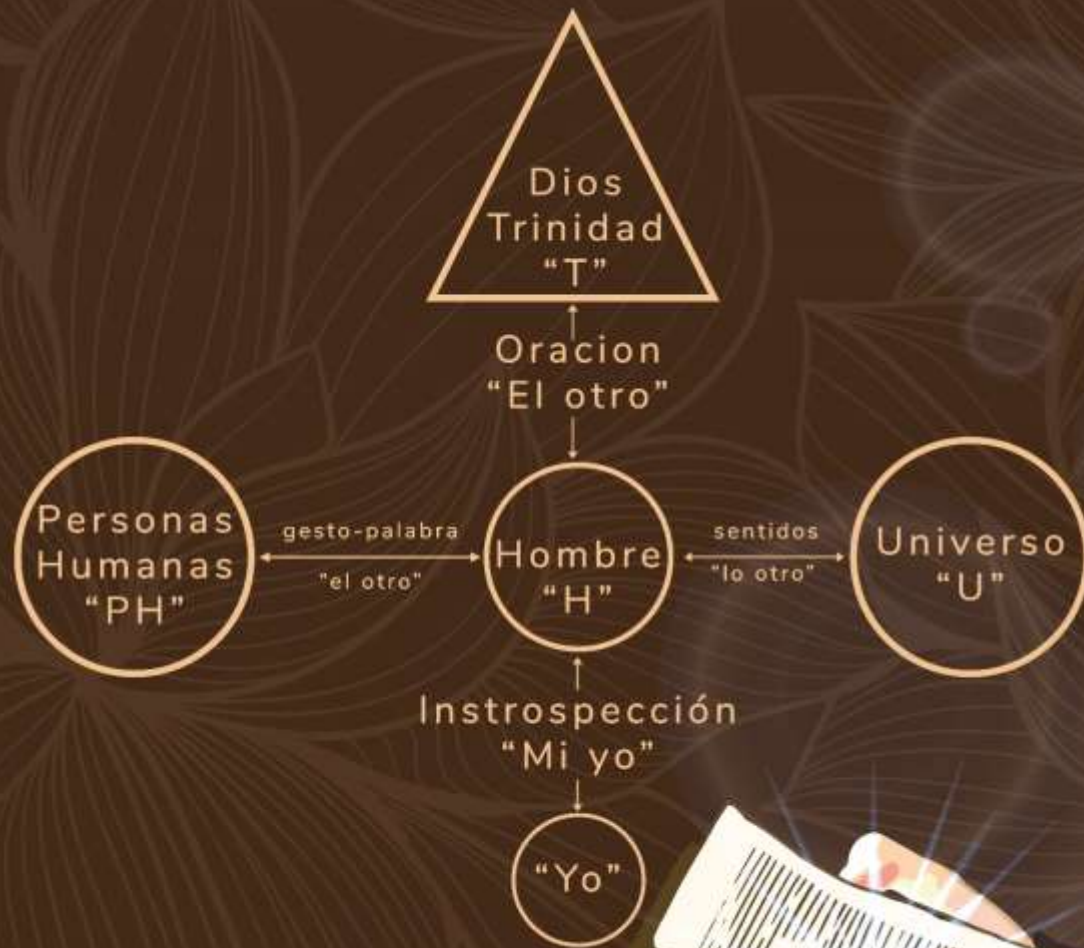 Dios
Trinidad
“T”
Oracion
“El otro”
Personas
Humanas
“PH”
gesto-palabra
"el otro"
Hombre
“H”
sentidos
"lo otro"
Universo
“U”
Instrospección
“Mi yo”
“Yo”